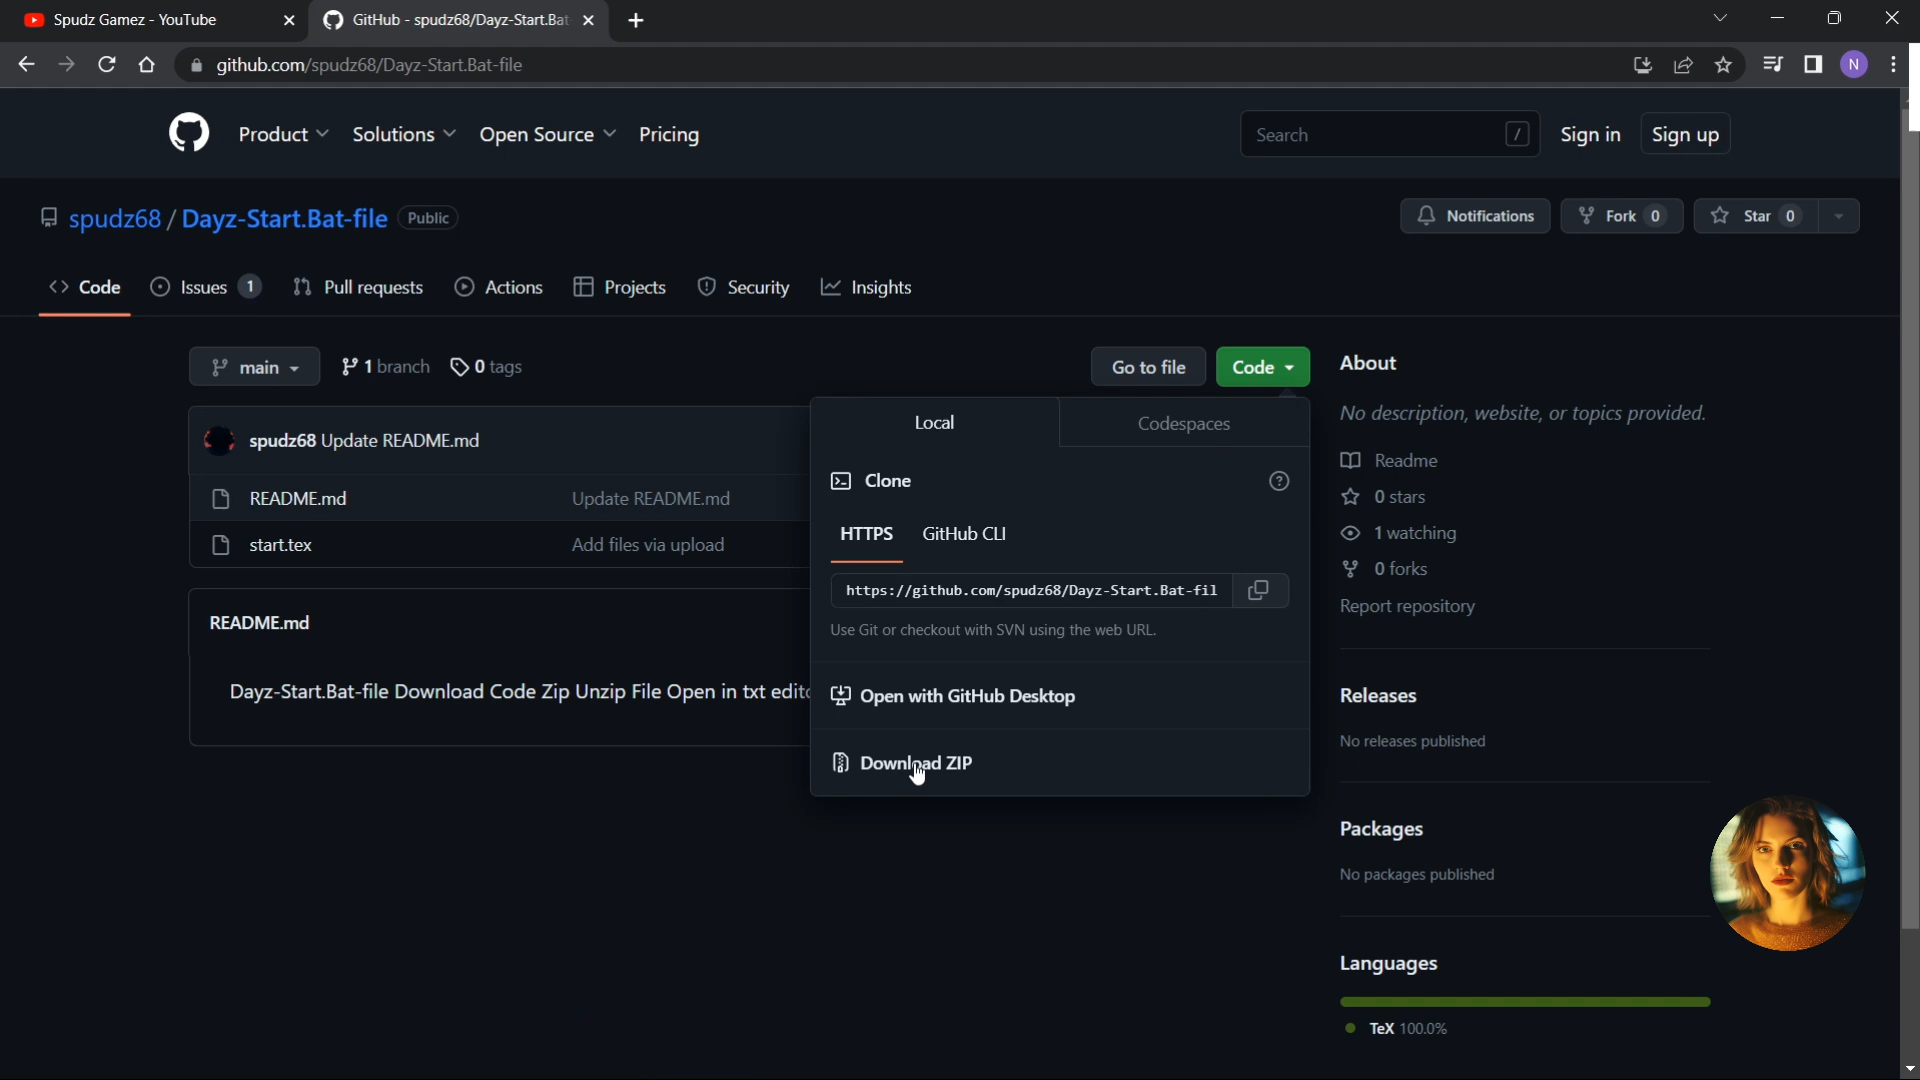 Spudz Gamez - YouTube
GitHub - spudz68/Dayz-Start.Bat
github.com/spudz68/Dayz-Start.Bat-file
N
Product
Solutions
Open Source
Pricing
Search
/
Sign in
Sign up
spudz68 / Dayz-Start.Bat-file
Public
Notifications
Fork 0
Star 0
Code
Issues 1
Pull requests
Actions
Projects
Security
Insights
main
1 branch
0 tags
Go to file
Code
spudz68 Update README.md
README.md
Update README.md
start.tex
Add files via upload
README.md
Dayz-Start.Bat-file Download Code Zip Unzip File Open in txt edito
Local
Codespaces
Clone
?
HTTPS
GitHub CLI
https://github.com/spudz68/Dayz-Start.Bat-fil
Use Git or checkout with SVN using the web URL.
Open with GitHub Desktop
Download ZIP
About
No description, website, or topics provided.
Readme
0 stars
1 watching
0 forks
Report repository
Releases
No releases published
Packages
No packages published
Languages
TeX 100.0%